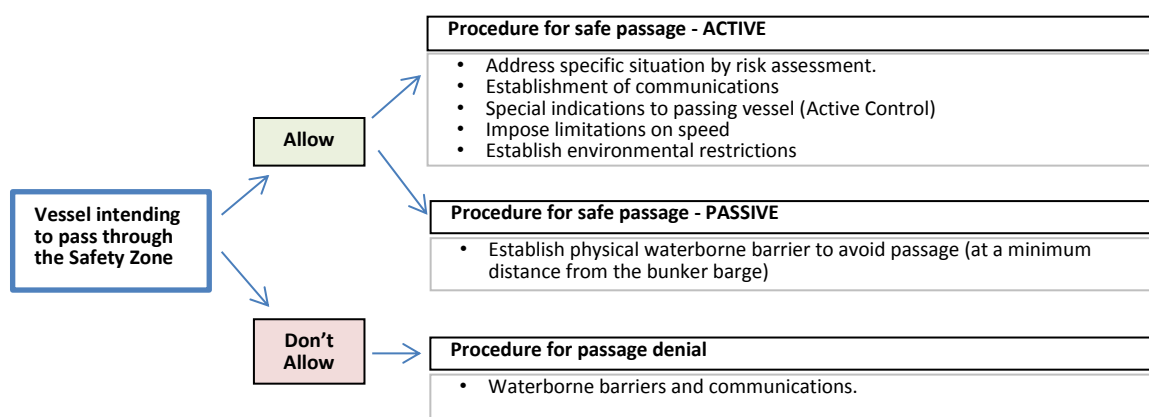 Procedure for safe passage - ACTIVE
• Address specific situation by risk assessment.
• Establishment of communications
• Special indications to passing vessel (Active Control)
• Impose limitations on speed
• Establish environmental restrictions
Allow
Vessel intending
to pass through
the Safety Zone
Procedure for safe passage - PASSIVE
• Establish physical waterborne barrier to avoid passage (at a minimum
distance from the bunker barge)
Don’t
Allow
Procedure for passage denial
• Waterborne barriers and communications.